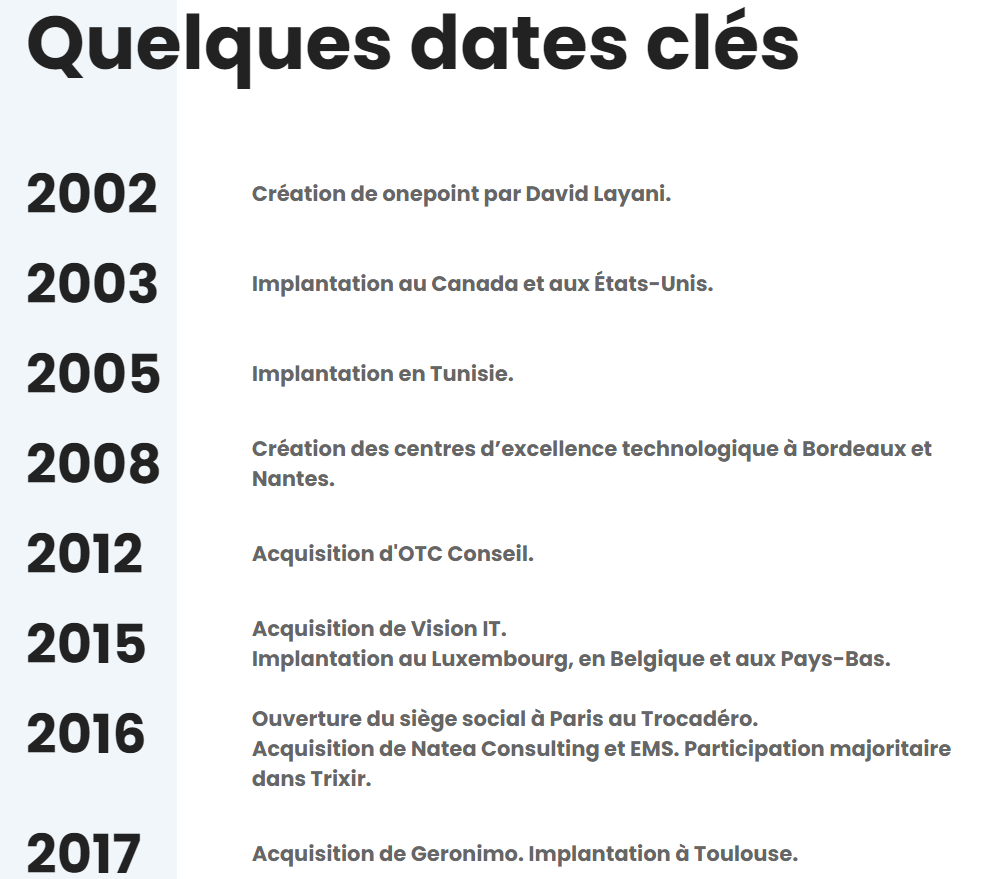 Quelques dates clés
2002
Création de onepoint par David Layani.
2003
Implantation au Canada et aux États-Unis.
2005
Implantation en Tunisie.
2008
Création des centres d’excellence technologique à Bordeaux et
Nantes.
2012
Acquisition d'OTC Conseil.
2015
Acquisition de Vision IT.
Implantation au Luxembourg, en Belgique et aux Pays-Bas.
2016
Ouverture du siège social à Paris au Trocadéro.
Acquisition de Natea Consulting et EMS. Participation majoritaire
dans Trixir.
2017
Acquisition de Geronimo. Implantation à Toulouse.